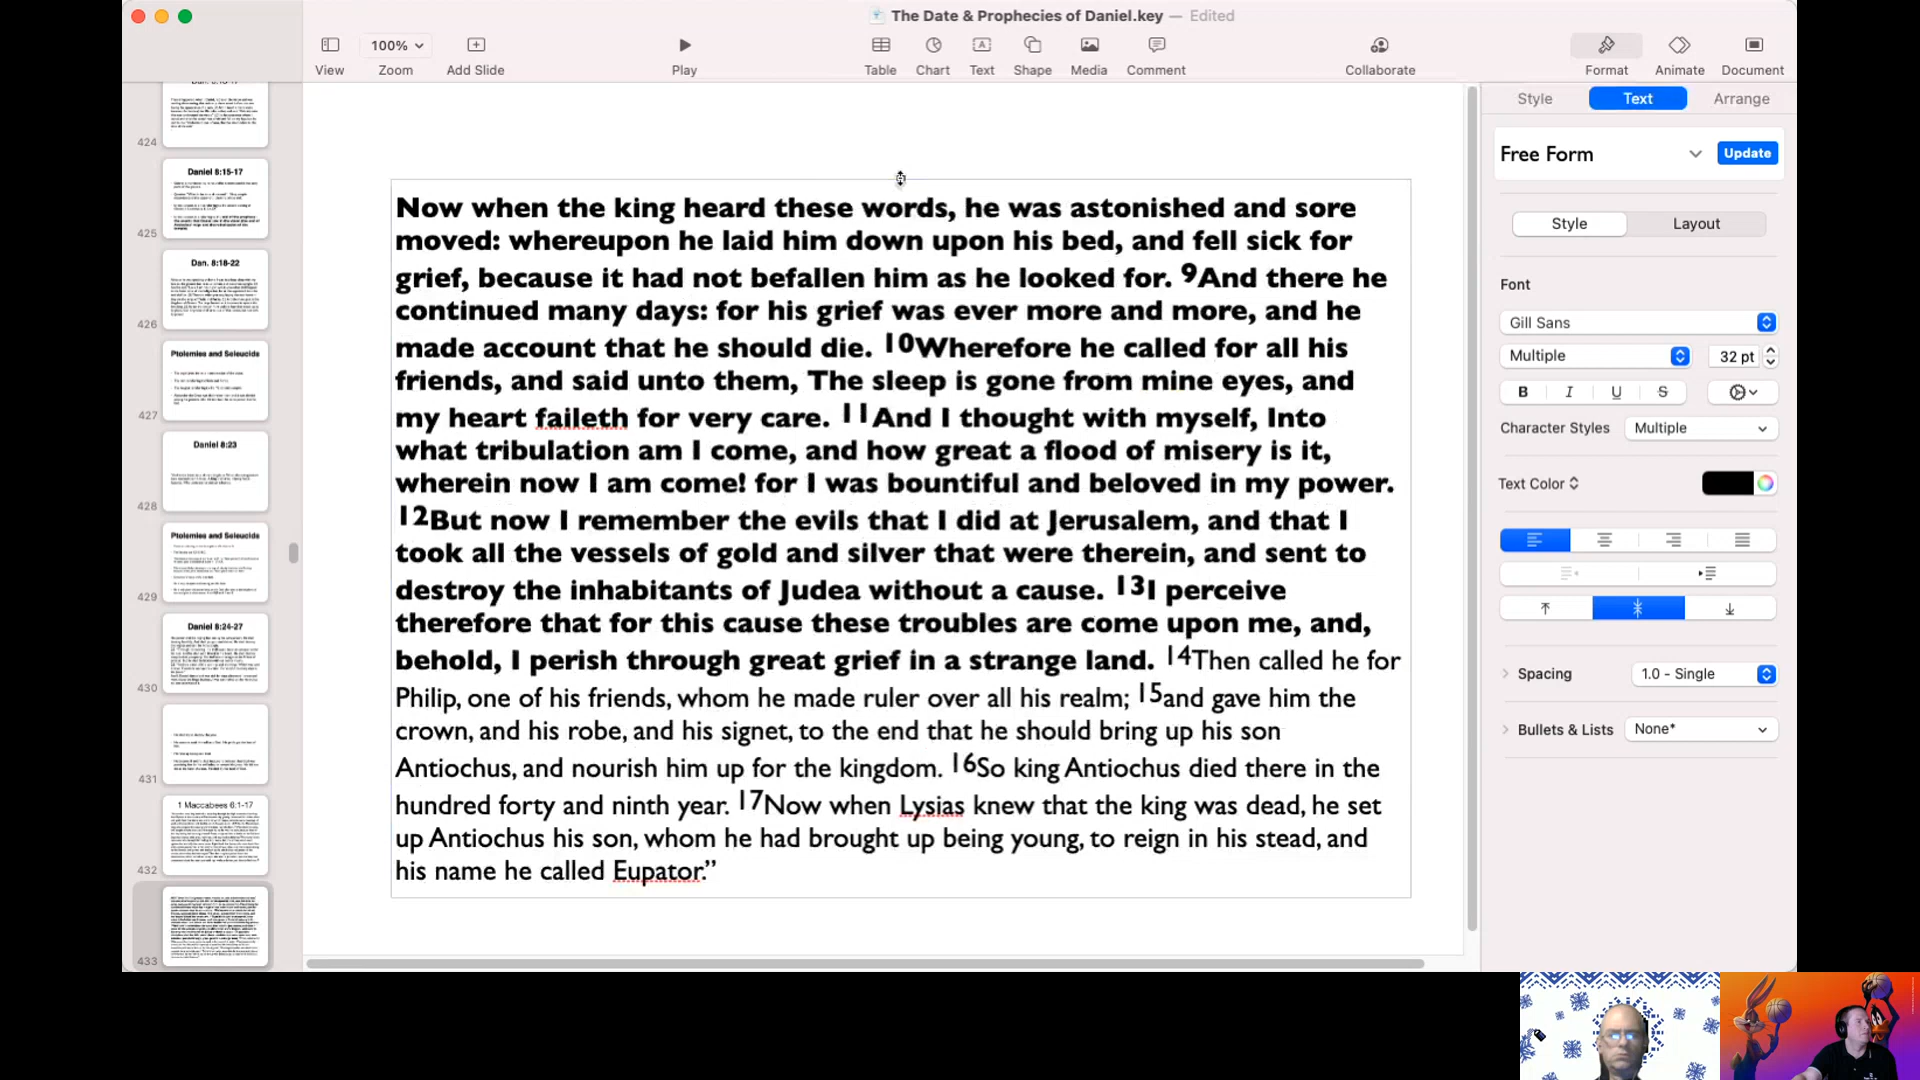 The Date & Prophecies of Daniel.key — Edited
100%
View
Zoom
Add Slide
Play
Table
Chart
Text
Shape
Media
Comment
Collaborate
Format
Animate
Document
424
Daniel 8:15-17
425
Dan. 8:18-22
426
Ptolemies and Seleucids
427
Daniel 8:23
428
Ptolemies and Seleucids
429
Daniel 8:24-27
430
431
1 Maccabees 6:1-17
432
433
Now when the king heard these words, he was astonished and sore
moved: whereupon he laid him down upon his bed, and fell sick for
grief, because it had not befallen him as he looked for. 9And there he
continued many days: for his grief was ever more and more, and he
made account that he should die. 10Wherefore he called for all his
friends, and said unto them, The sleep is gone from mine eyes, and
my heart faileth for very care. 11And I thought with myself, Into
what tribulation am I come, and how great a flood of misery is it,
wherein now I am come! for I was bountiful and beloved in my power.
12But now I remember the evils that I did at Jerusalem, and that I
took all the vessels of gold and silver that were therein, and sent to
destroy the inhabitants of Judea without a cause. 13I perceive
therefore that for this cause these troubles are come upon me, and,
behold, I perish through great grief in a strange land. 14Then called he for
Philip, one of his friends, whom he made ruler over all his realm; 15and gave him the
crown, and his robe, and his signet, to the end that he should bring up his son
Antiochus, and nourish him up for the kingdom. 16So king Antiochus died there in the
hundred forty and ninth year. 17Now when Lysias knew that the king was dead, he set
up Antiochus his son, whom he had brought up being young, to reign in his stead, and
his name he called Eupator.”
Style
Text
Arrange
Free Form
Update
Style
Layout
Font
Gill Sans
Multiple
32 pt
B
I
U
S
Character Styles
Multiple
Text Color
Spacing
1.0 - Single
Bullets & Lists
None*